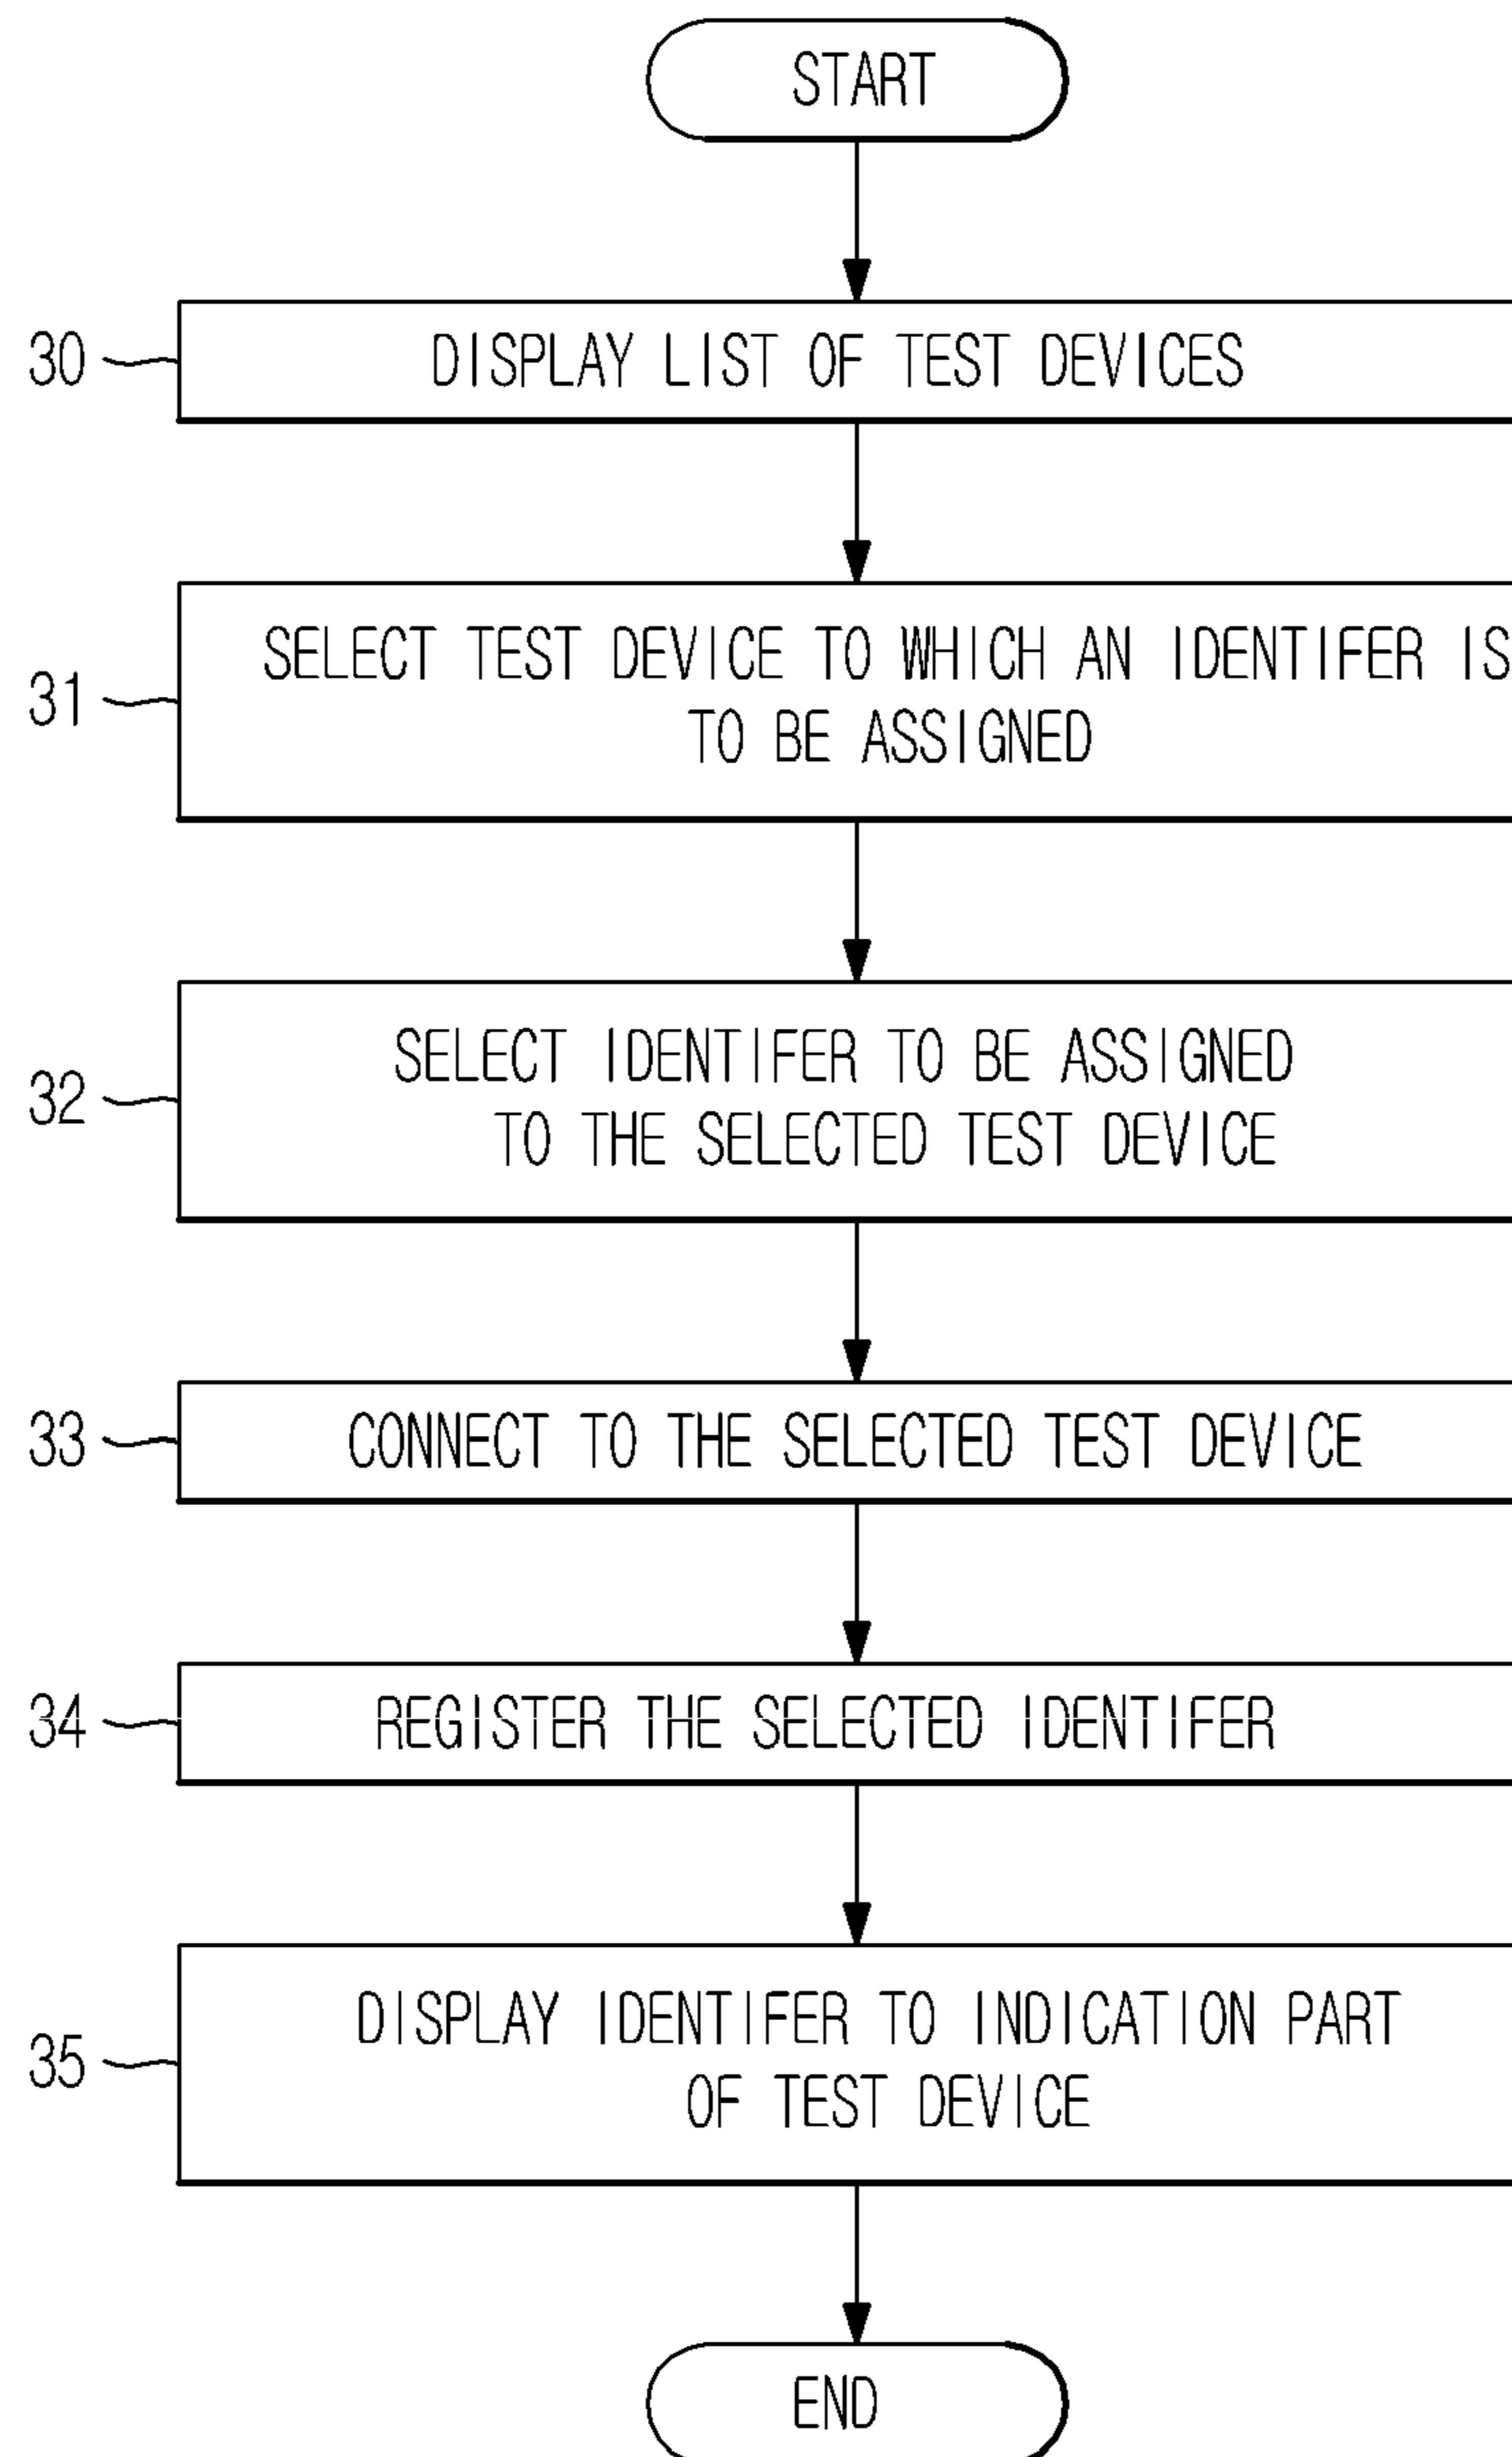 START
30
DISPLAY LIST OF TEST DEVICES
31
SELECT TEST DEVICE TO WHICH AN IDENTIFER IS
TO BE ASSIGNED
32
SELECT IDENTIFER TO BE ASSIGNED
TO THE SELECTED TEST DEVICE
33
CONNECT TO THE SELECTED TEST DEVICE
34
REGISTER THE SELECTED IDENTIFER
35
DISPLAY IDENTIFER TO INDICATION PART
OF TEST DEVICE
END